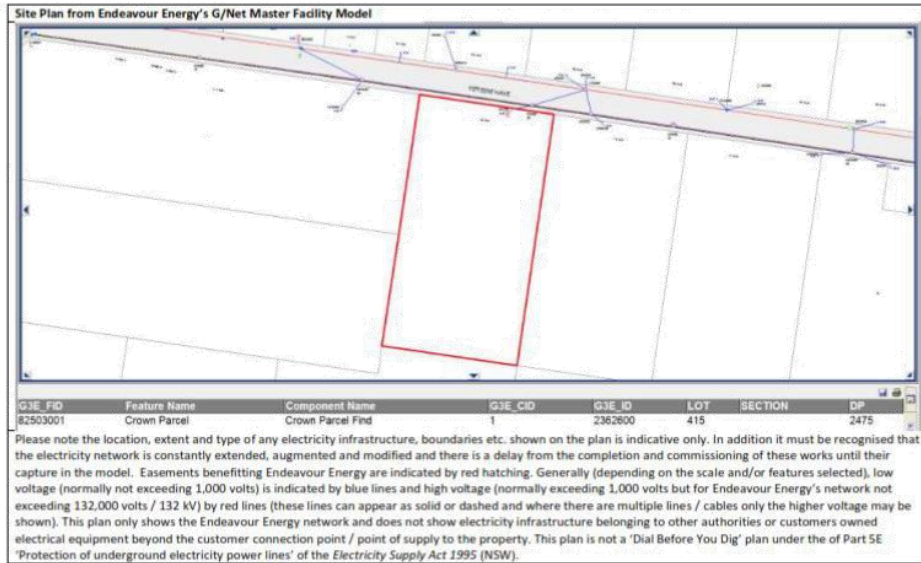 Site Plan from Endeavour Energy's G/Net Master Facility Model
G3E_FID Feature Name Component Name G3E_CID G3E_ID LOT SECTION DP
82503001 Crown Parcel Crown Parcel Find 1 2362600 415 2475
Please note the location, extent and type of any electricity infrastructure, boundaries etc. shown on the plan is indicative only. In addition it must be recognised that
the electricity network is constantly extended, augmented and modified and there is a delay from the completion and commissioning of these works until their
capture in the model. Easements benefitting Endeavour Energy are indicated by red hatching. Generally (depending on the scale and/or features selected), low
voltage (normally not exceeding 1,000 volts) is indicated by blue lines and high voltage (normally exceeding 1,000 volts but for Endeavour Energy's network not
exceeding 132,000 volts / 132 kV) by red lines (these lines can appear as solid or dashed and where there are multiple lines / cables only the higher voltage may be
shown). This plan only shows the Endeavour Energy network and does not show electricity infrastructure belonging to other authorities or customers owned
electrical equipment beyond the customer connection point / point of supply to the property. This plan is not a 'Dial Before You Dig' plan under the of Part 5E
'Protection of underground electricity power lines' of the Electricity Supply Act 1995 (NSW).